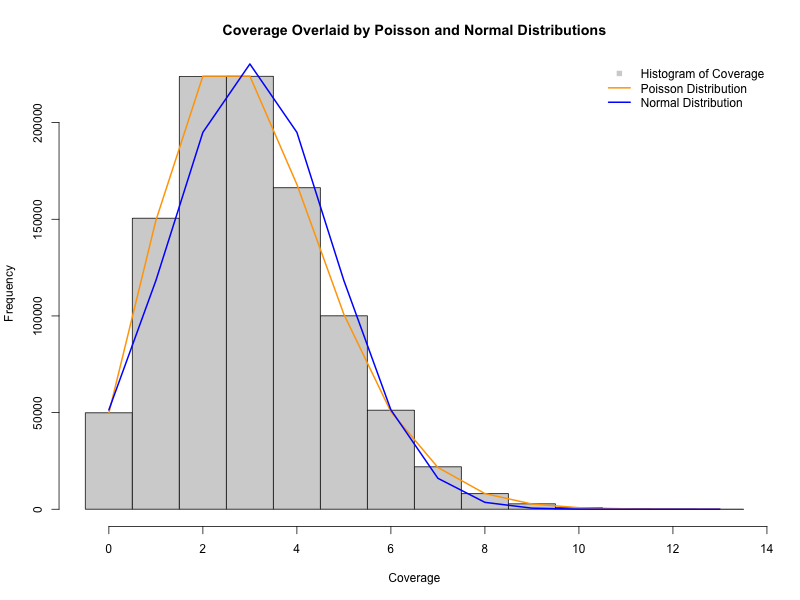 Coverage Overlaid by Poisson and Normal Distributions
Histogram of Coverage
Poisson Distribution
Normal Distribution
Frequency
200000
150000
100000
50000
0
0 2 4 6 8 10 12 14
Coverage